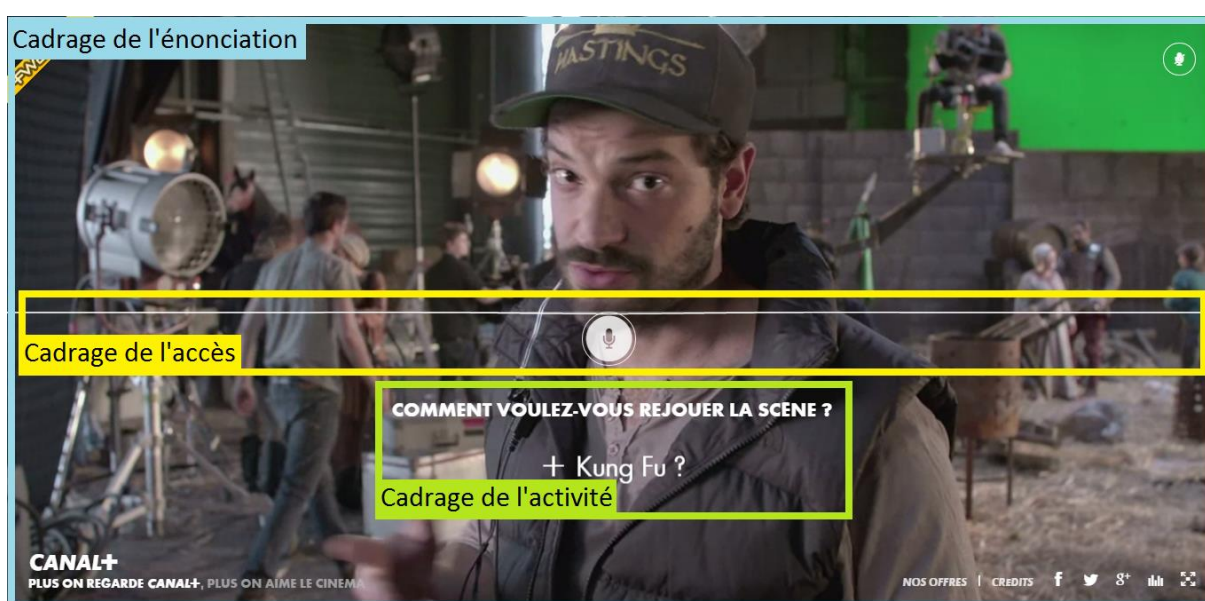 Cadrage de l'énonciation
HASTINGS
Cadrage de l'accès
COMMENT VOULEZ-VOUS REJOUER LA SCENE ?
+ Kung Fu ?
Cadrage de l'activité
CANAL+
PLUS ON REGARDE CANAL+, PLUS ON AIME LE CINEMA
NOS OFFRES | CREDITS f 8+